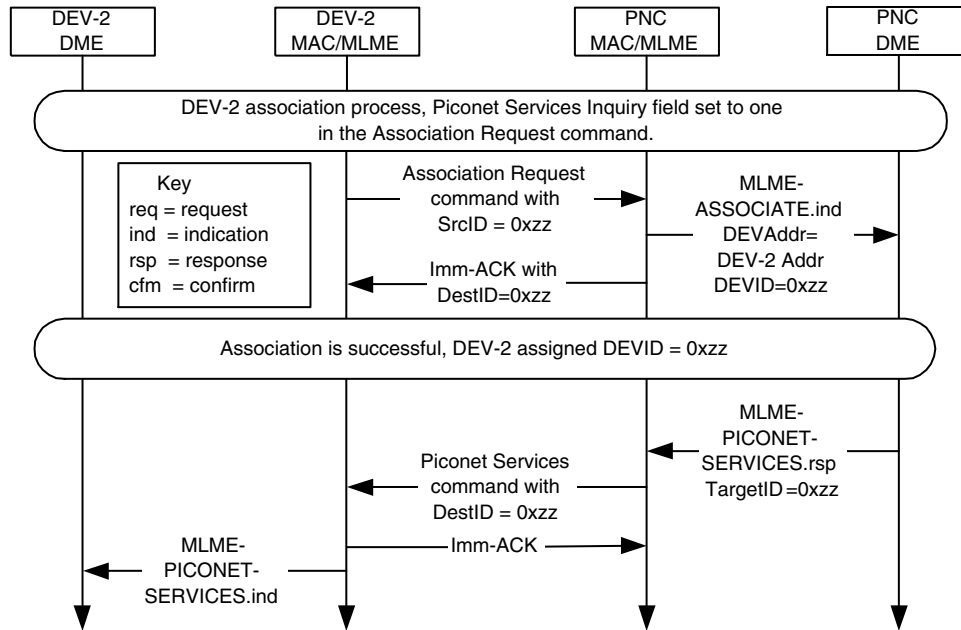 DEV-2
DME
DEV-2
MAC/MLME
PNC
MAC/MLME
PNC
DME
DEV-2 association process, Piconet Services Inquiry field set to one
in the Association Request command.
Key
req = request
ind = indication
rsp = response
cfm = confirm
Association Request
command with
SrcID = 0xzz
MLME-
ASSOCIATE.ind
DEVAddr=
DEV-2 Addr
DEVID=0xzz
Imm-ACK with
DestID=0xzz
Association is successful, DEV-2 assigned DEVID = 0xzz
MLME-
PICONET-
SERVICES.rsp
TargetID=0xzz
Piconet Services
command with
DestID = 0xzz
Imm-ACK
MLME-
PICONET-
SERVICES.ind